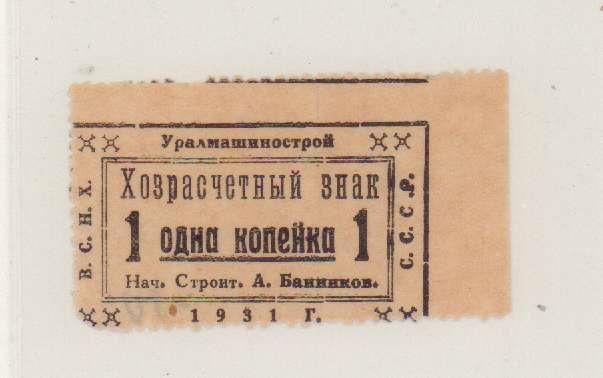 Уралмашинострой
В. С. Н. Х.
Хозрасчетный знак
1 одна копейка 1
Нач. Строит. А. Банников.
С. С. С. Р.
1931 Г.